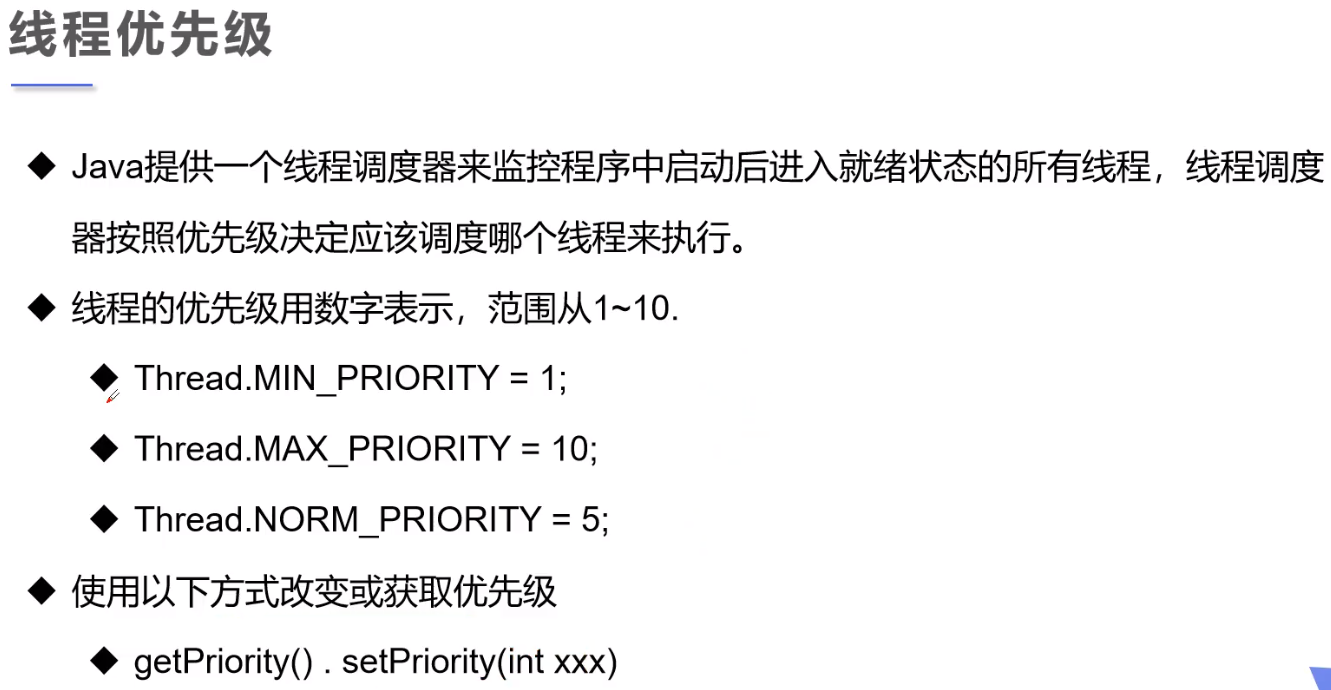 线程优先级
Java提供一个线程调度器来监控程序中启动后进入就绪状态的所有线程，线程调度
器按照优先级决定应该调度哪个线程来执行。
线程的优先级用数字表示，范围从1~10.
Thread.MIN_PRIORITY = 1;
Thread.MAX_PRIORITY = 10;
Thread.NORM_PRIORITY = 5;
使用以下方式改变或获取优先级
getPriority() . setPriority(int xxx)